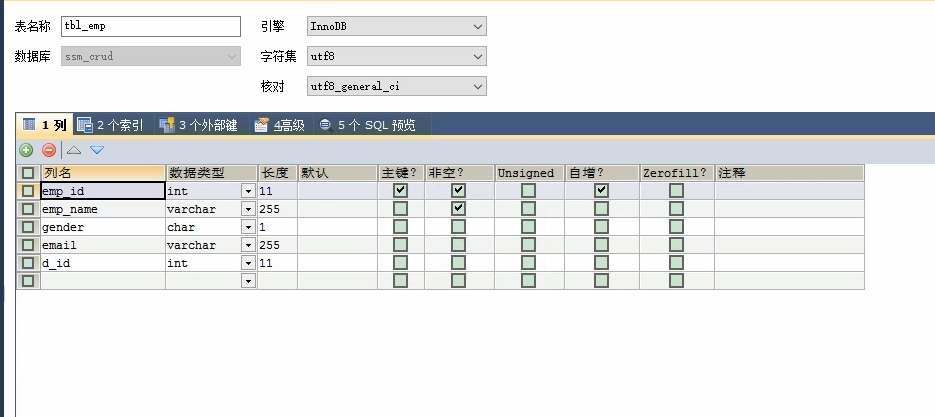 表名称 tbl_emp 引擎 InnoDB
数据库 ssm_crud 字符集 utf8
核对 utf8_general_ci
1 列 2 个索引 3 个外部键 4高级 5 个 SQL 预览
列名 数据类型 长度 默认 主键? 非空? Unsigned 自增? Zerofill? 注释
emp_id int 11
emp_name varchar 255
gender char 1
email varchar 255
d_id int 11